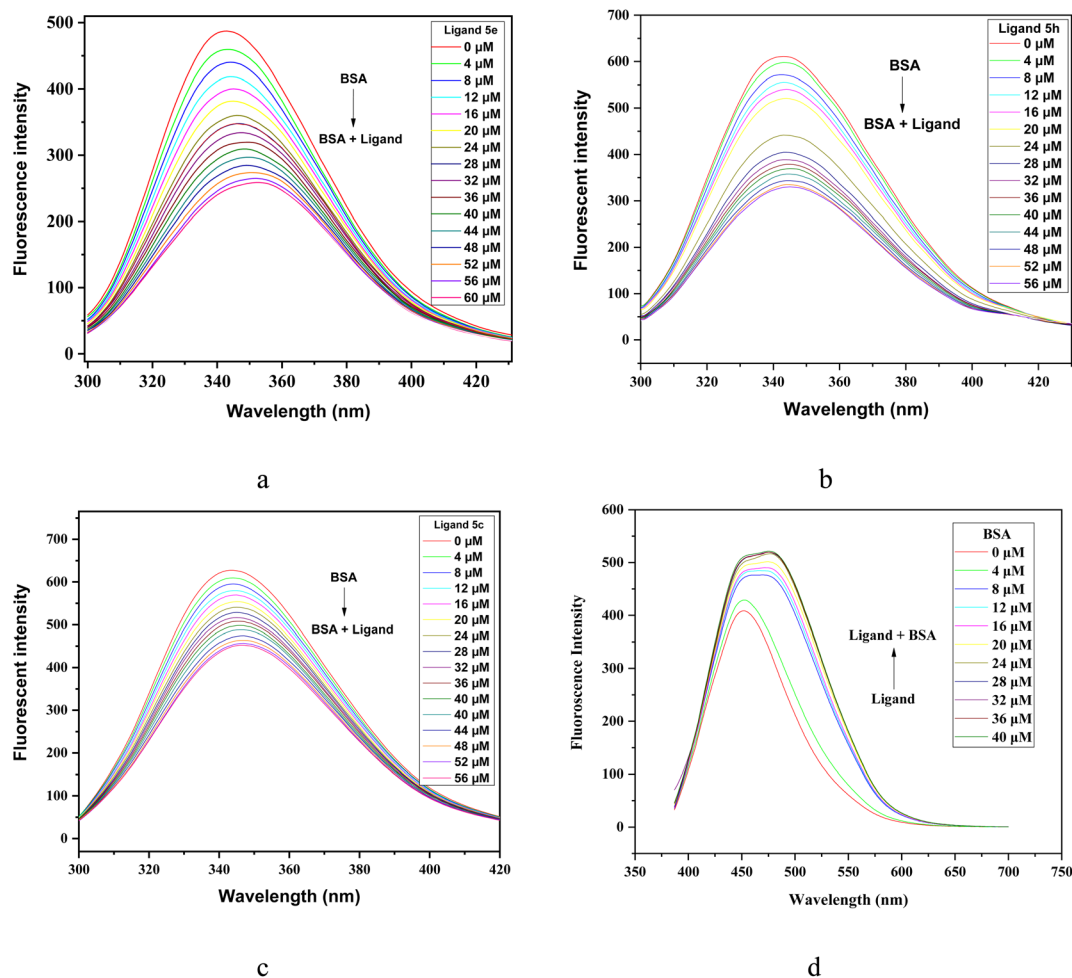 Fluorescence intensity
500
400
300
200
100
0
300
320
340
360
380
400
420
Wavelength (nm)
BSA
BSA + Ligand
Ligand 5e
0 µM
4 µM
8 µM
12 µM
16 µM
20 µM
24 µM
28 µM
32 µM
36 µM
40 µM
44 µM
48 µM
52 µM
56 µM
60 µM
a
Fluorescent intensity
700
600
500
400
300
200
100
0
300
320
340
360
380
400
420
Wavelength (nm)
BSA
BSA + Ligand
Ligand 5h
0 µM
4 µM
8 µM
12 µM
16 µM
20 µM
24 µM
28 µM
32 µM
36 µM
40 µM
44 µM
48 µM
52 µM
56 µM
b
Fluorescent intensity
700
600
500
400
300
200
100
0
300
320
340
360
380
400
420
Wavelength (nm)
BSA
BSA + Ligand
Ligand 5c
0 µM
4 µM
8 µM
12 µM
16 µM
20 µM
24 µM
28 µM
32 µM
36 µM
40 µM
40 µM
44 µM
48 µM
52 µM
56 µM
c
Fluoroscence Intensity
600
500
400
300
200
100
0
350
400
450
500
550
600
650
700
750
Wavelength (nm)
Ligand + BSA
Ligand
BSA
0 µM
4 µM
8 µM
12 µM
16 µM
20 µM
24 µM
28 µM
32 µM
36 µM
40 µM
d